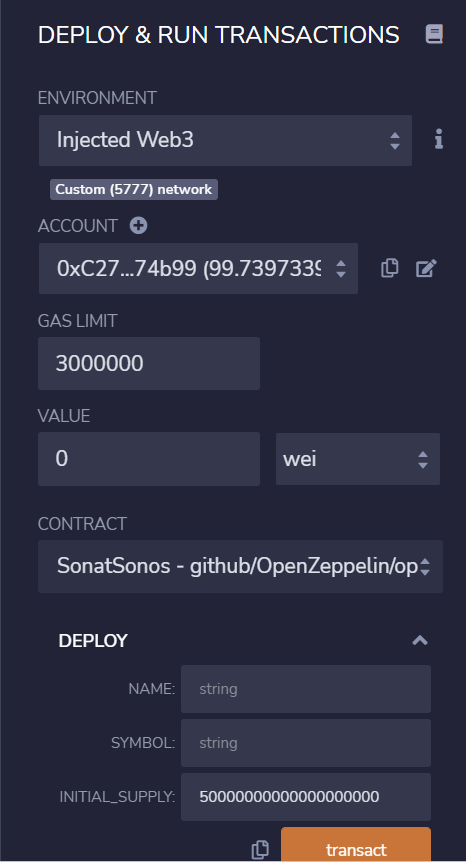 DEPLOY & RUN TRANSACTIONS
ENVIRONMENT
Injected Web3
Custom (5777) network
ACCOUNT
0xC27...74b99 (99.7397339
GAS LIMIT
3000000
VALUE
0 wei
CONTRACT
SonatSonos - github/OpenZeppelin/op
DEPLOY
NAME: string
SYMBOL: string
INITIAL_SUPPLY: 50000000000000000000
transact